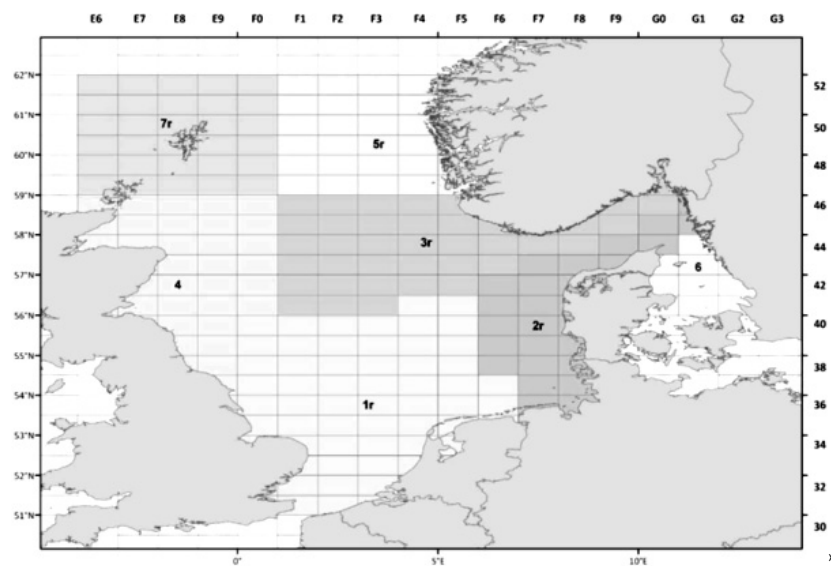 E6 E7 E8 E9 F0 F1 F2 F3 F4 F5 F6 F7 F8 F9 G0 G1 G2 G3
62°N 52
61°N
7r 50
5r
60°N 48
59°N 46
3r
58°N 44
6
57°N 4 42
56°N 2r 40
55°N 38
54°N 1r 36
53°N 34
52°N 32
51°N 30
0° 5°E 10°E
x